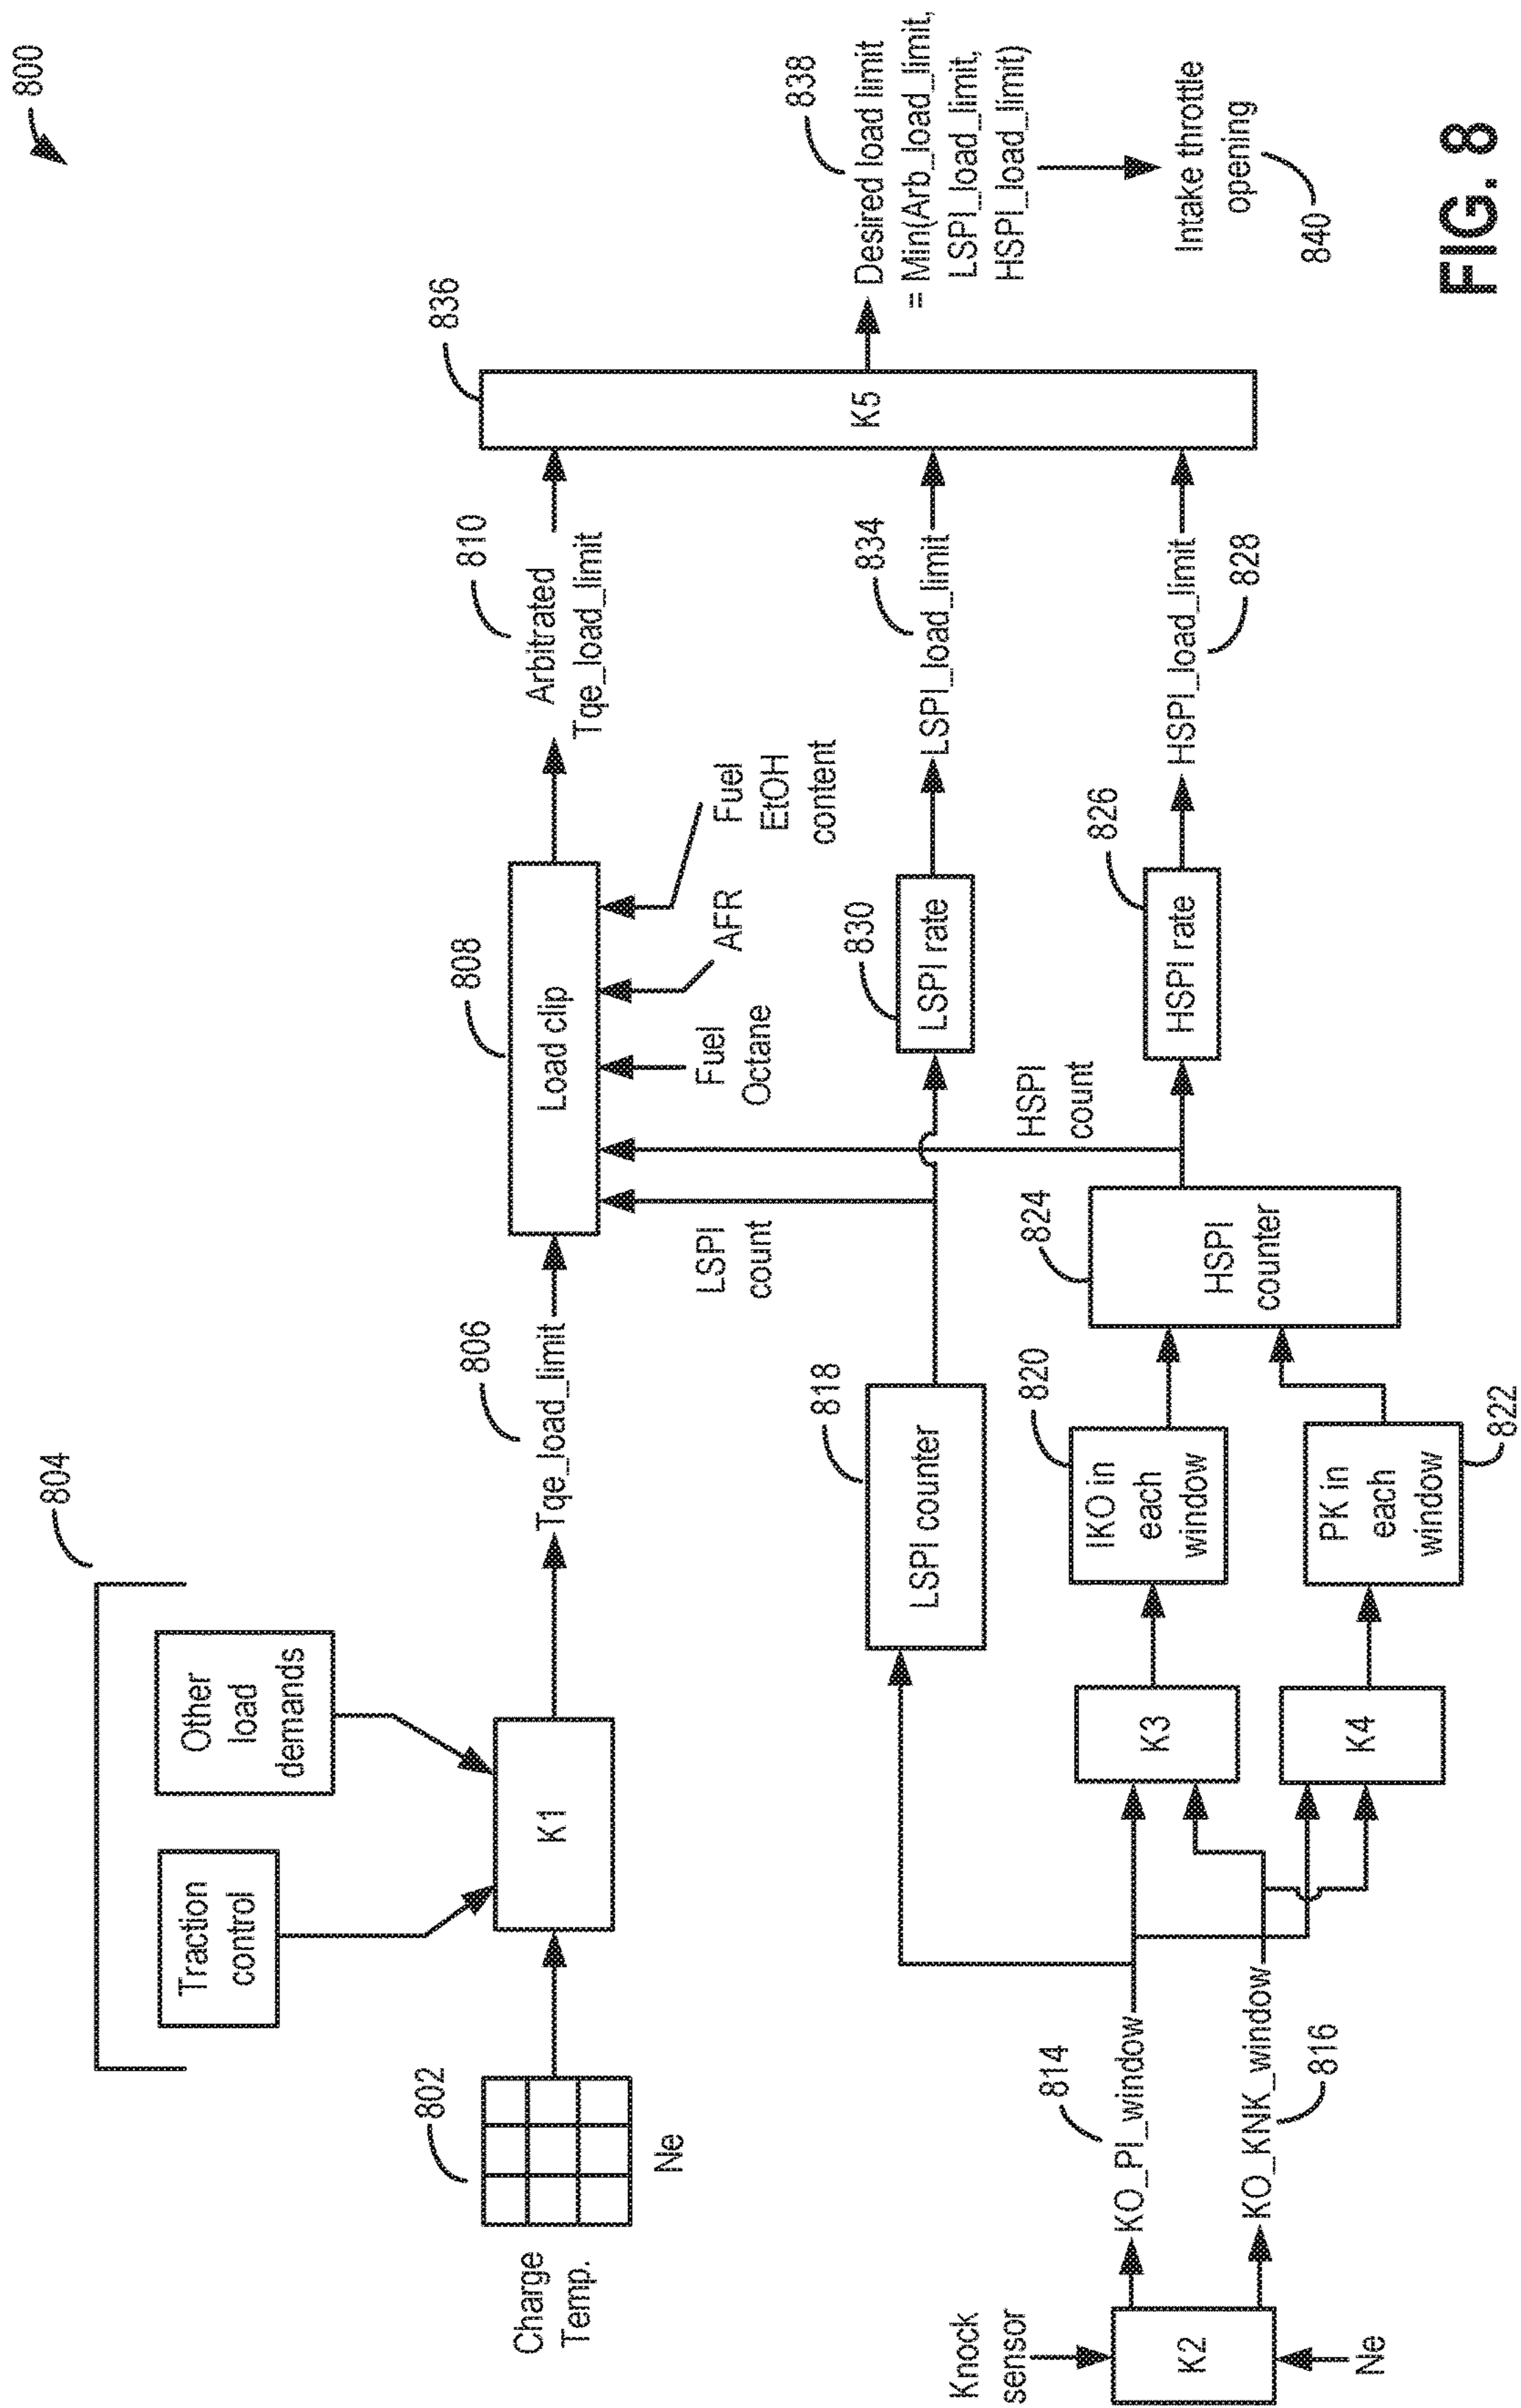 800
804
Traction
control
Other
load
demands
802
Charge
Temp.
Ne
K1
806
Tqe_load_limit
808
Load clip
810
Arbitrated
Tqe_load_limit
LSPI
count
Fuel
Octane
AFR
Fuel
EtOH
content
HSPI
count
836
K5
838
Desired load limit
= Min(Arb_load_limit,
LSPI_load_limit,
HSPI_load_limit)
Intake throttle
opening
840
818
LSPI counter
830
LSPI rate
834
LSPI_load_limit
Knock
sensor
K2
Ne
814
KO_PI_window
KO_KNK_window
816
K3
K4
820
IKO in
each
window
PK in
each
window
822
824
HSPI
counter
826
HSPI rate
HSPI_load_limit
828
FIG. 8